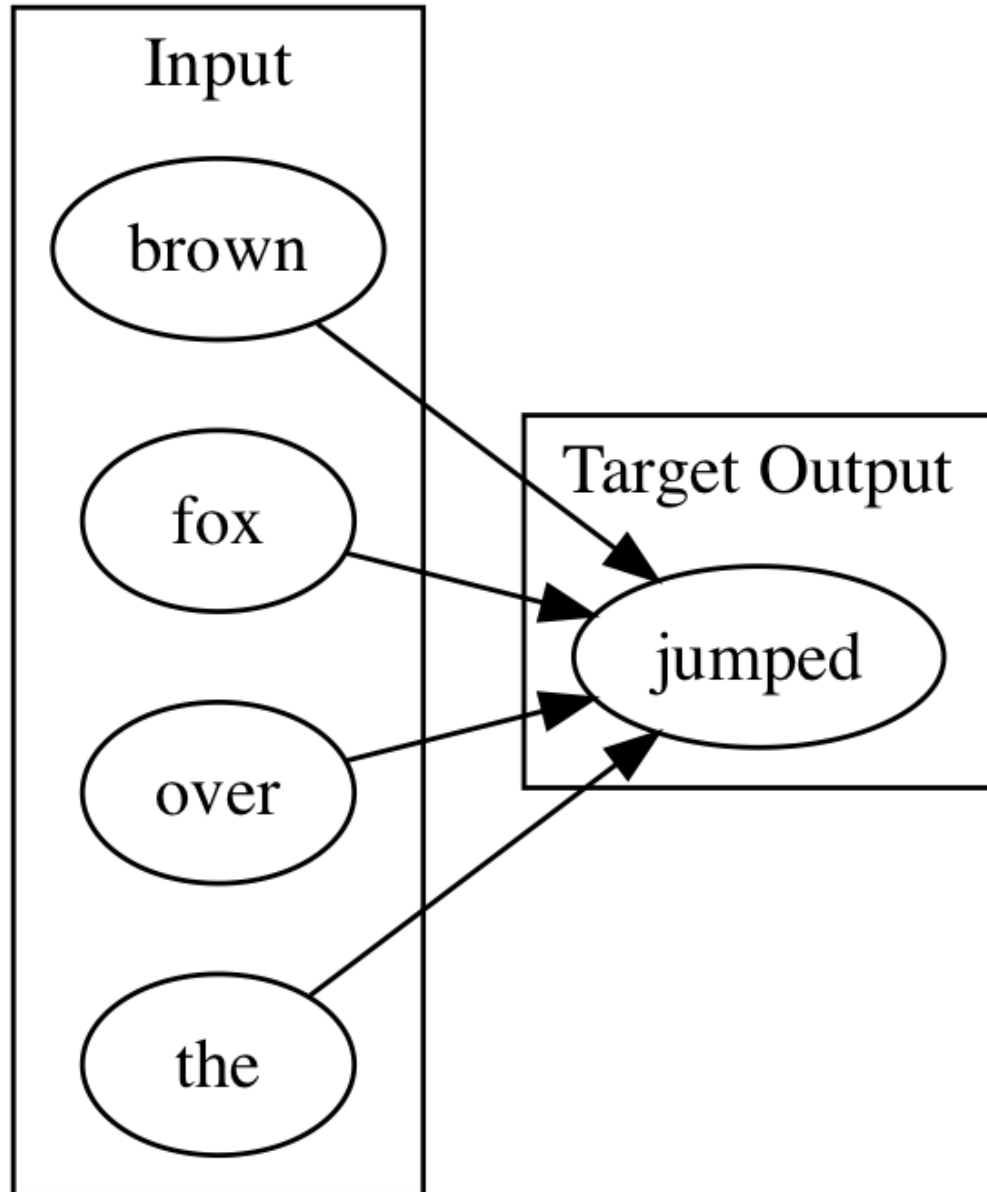 Input
brown
fox
over
the
Target Output
jumped